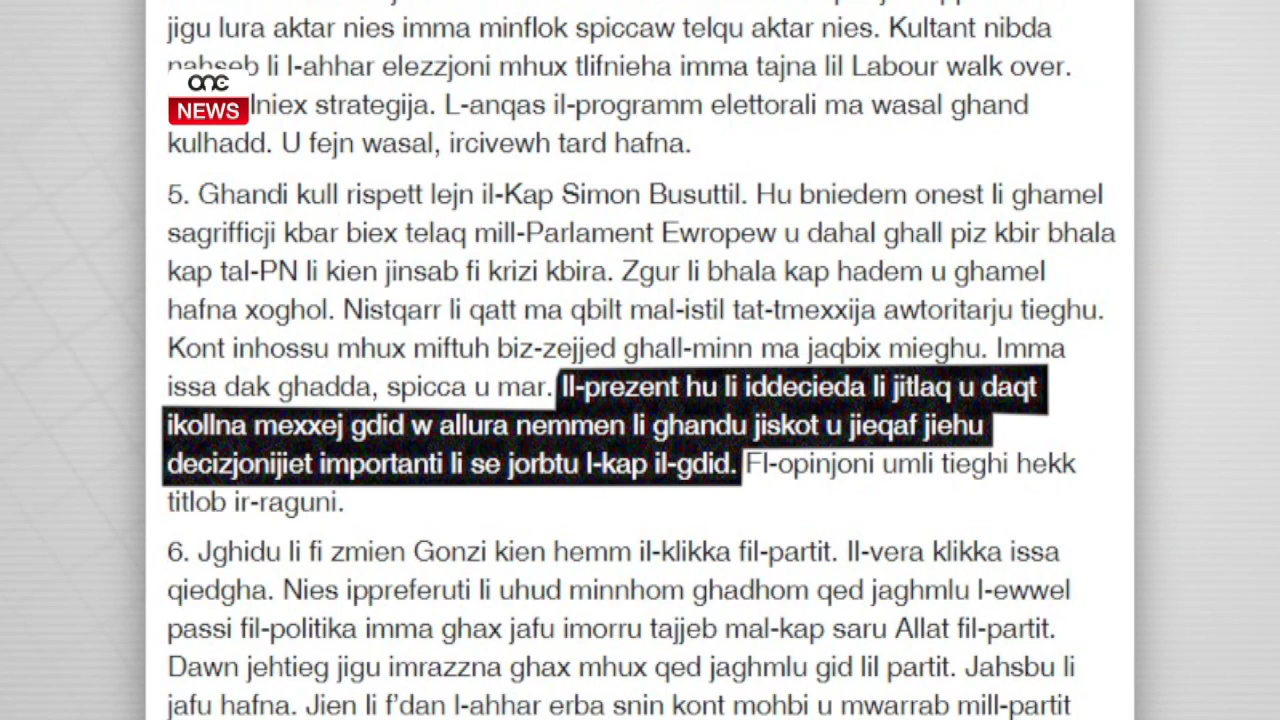 jigu lura aktar nies imma minflok spiccaw telqu aktar nies. Kultant nibda
nahseb li l-ahhar elezzjoni mhux tlifnieha imma tajna lil Labour walk over.
one
NEWS
lniex strategija. L-anqas il-programm elettorali ma wasal ghand
kulhadd. U fejn wasal, ircivewh tard hafna.
5. Ghandi kull rispett lejn il-Kap Simon Busuttil. Hu bniedem onest li ghamel
sagrifficji kbar biex telaq mill-Parlament Ewropew u dahal ghall piz kbir bhala
kap tal-PN li kien jinsab fi krizi kbira. Zgur li bhala kap hadem u ghamel
hafna xoghol. Nistqarr li qatt ma qbilt mal-istil tat-tmexxija awtoritarju tieghu.
Kont inhossu mhux miftuh biz-zejjed ghall-minn ma jaqbix mieghu. Imma
issa dak ghadda, spicca u mar. Il-prezent hu li iddecieda li jitlaq u daqt
ikollna mexxej gdid w allura nemmen li ghandu jiskot u jieqaf jiehu
decizjonijiet importanti li se jorbtu l-kap il-gdid. Fl-opinjoni umli tieghi hekk
titlob ir-raguni.
6. Jghidu li fi zmien Gonzi kien hemm il-klikka fil-partit. Il-vera klikka issa
qiedgha. Nies ippreferuti li uhud minnhom ghadhom qed jaghmlu l-ewwel
passi fil-politika imma ghax jafu imorru tajjeb mal-kap saru Allat fil-partit.
Dawn jehtieg jigu imrazzna ghax mhux qed jaghmlu gid lil partit. Jahsbu li
jafu hafna. Jien li f'dan l-ahhar erba snin kont mohbi u mwarrab mill-partit